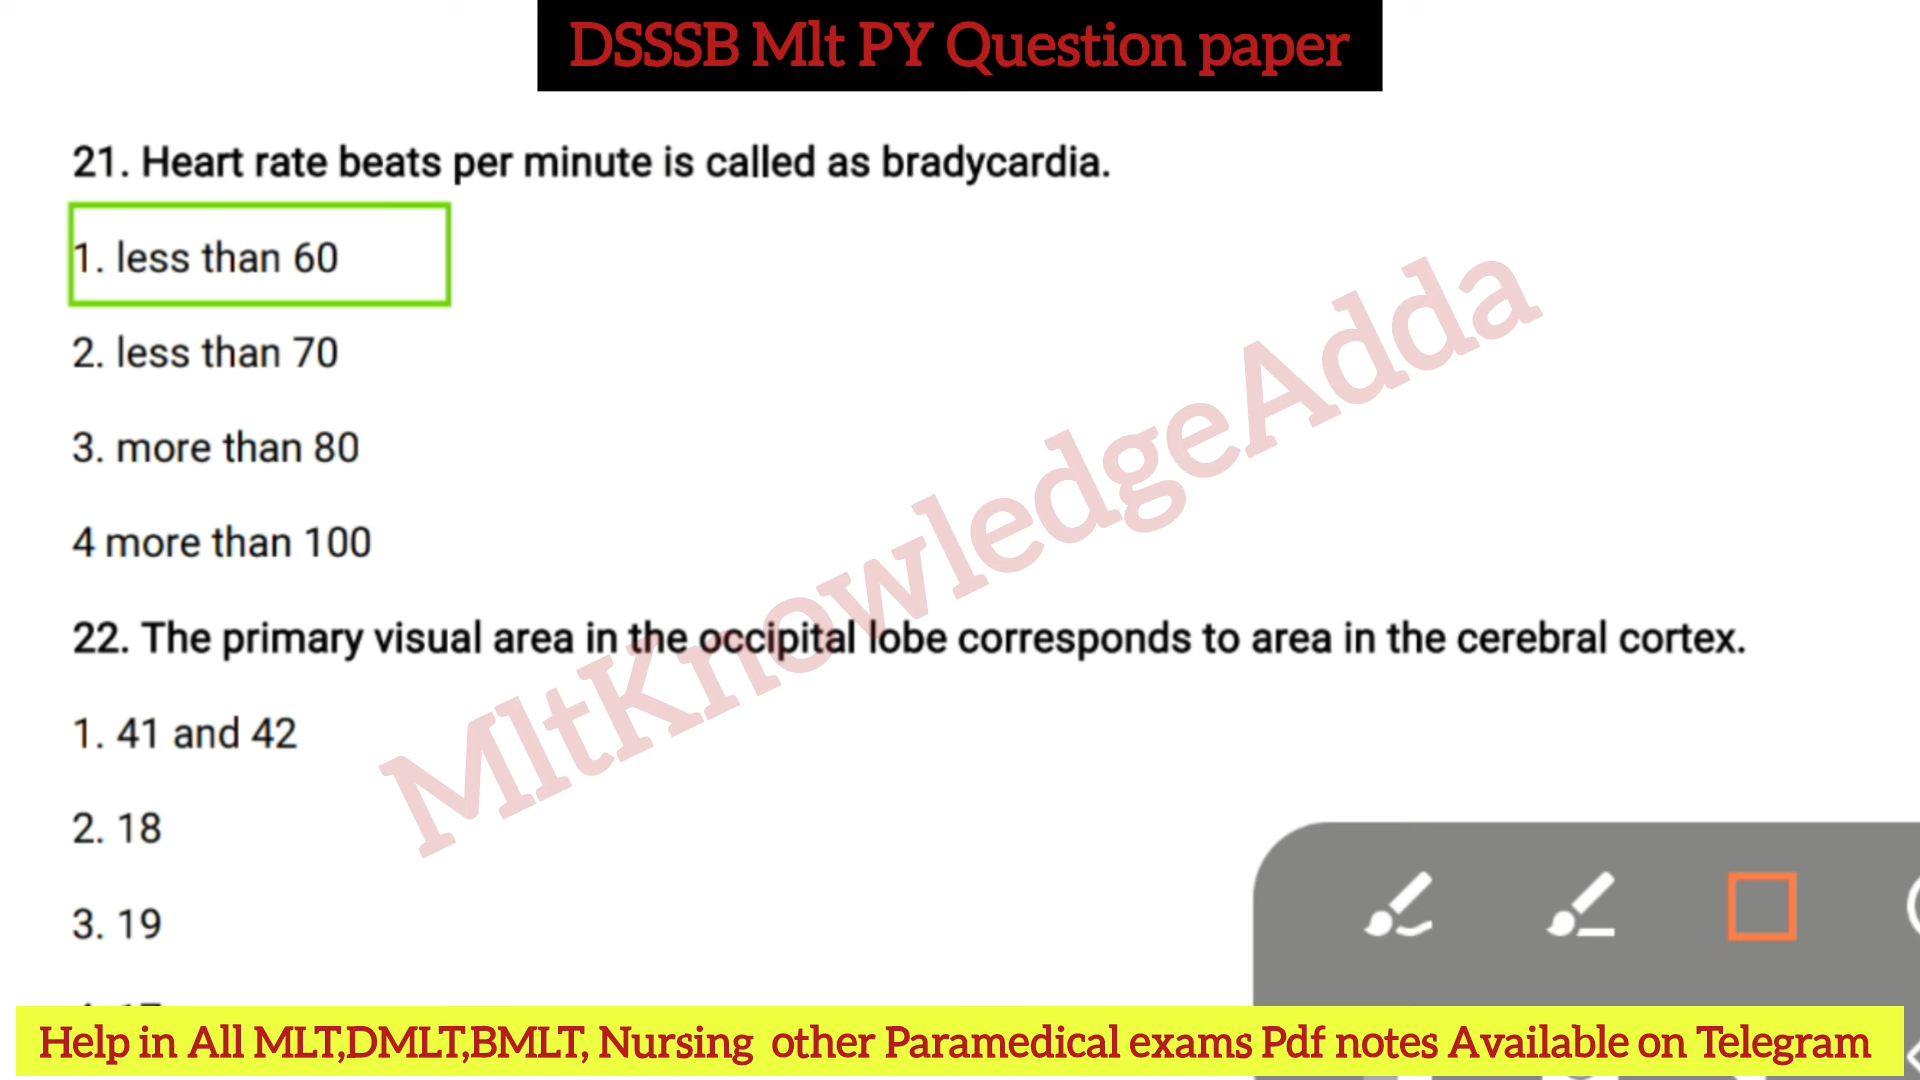 DSSSB Mlt PY Question paper
21. Heart rate beats per minute is called as bradycardia.
1. less than 60
2. less than 70
3. more than 80
4 more than 100
22. The primary visual area in the occipital lobe corresponds to area in the cerebral cortex.
1. 41 and 42
2. 18
3. 19
MltKnowledgeAdda
Help in All MLT,DMLT,BMLT, Nursing other Paramedical exams Pdf notes Available on Telegram